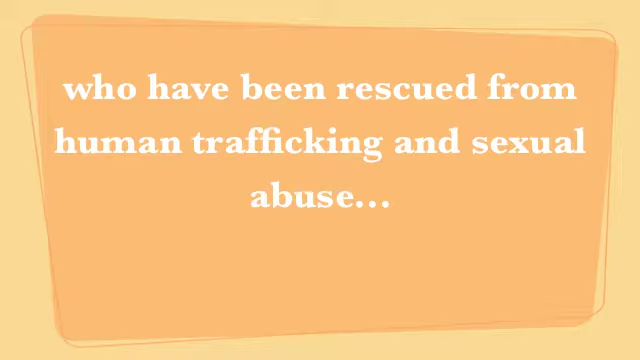 who have been rescued from
human trafficking and sexual
abuse...